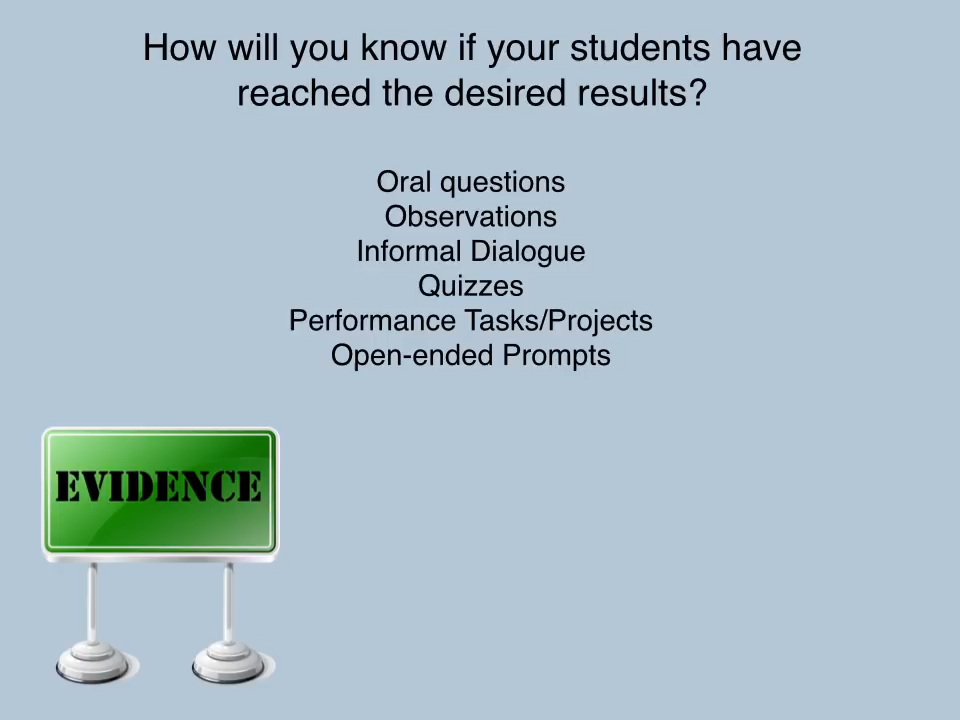 How will you know if your students have
reached the desired results?
Oral questions
Observations
Informal Dialogue
Quizzes
Performance Tasks/Projects
Open-ended Prompts
EVIDENCE